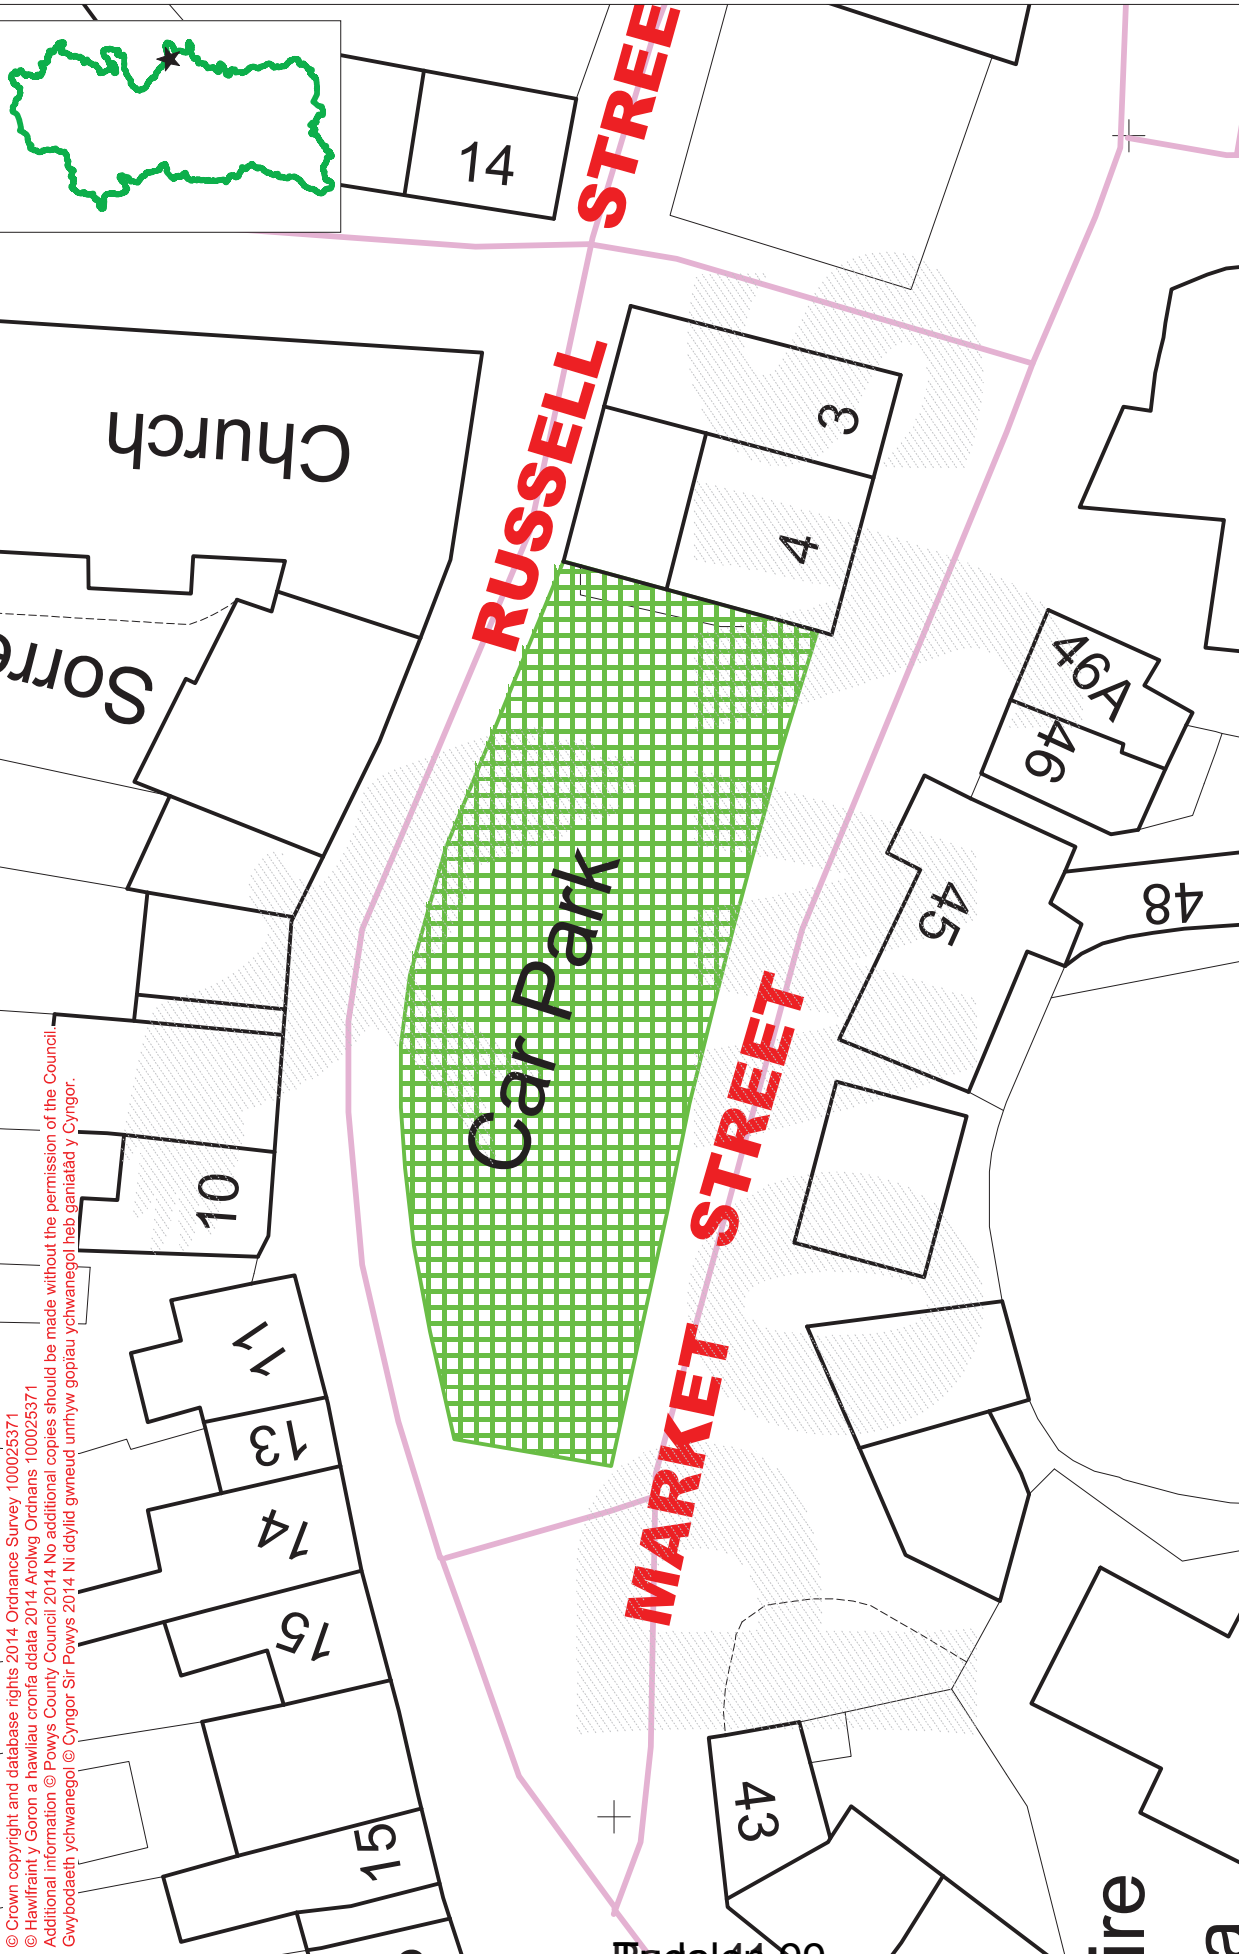 14
RUSSELL STREE
Church
Sorre
3
4
46A
46
45
48
Car Park
MARKET STREET
10
11
13
14
15
15
43
ire
a
© Crown copyright and database rights 2014 Ordnance Survey 100025371
© Hawlfraint y Goron a hawliau cronfa ddata 2014 Arolwg Ordnans 100025371
Additional information © Powys County Council 2014 No additional copies should be made without the permission of the Council.
Gwybodaeth ychwanegol © Cyngor Sir Powys 2014 Ni ddylid gwneud unrhyw gopïau ychwanegol heb ganiatâd y Cyngor.